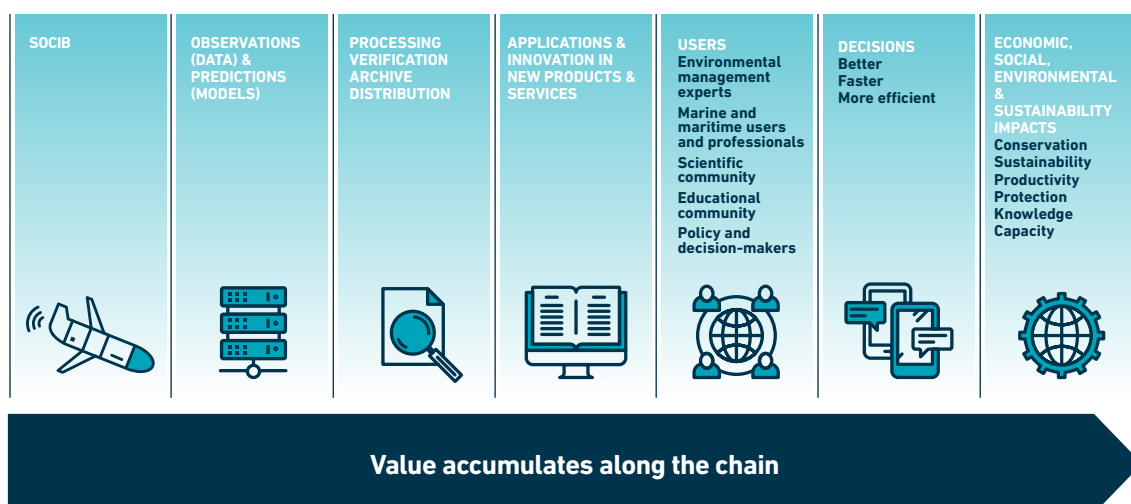 SOCIB
OBSERVATIONS
(DATA) &
PREDICTIONS
(MODELS)
PROCESSING
VERIFICATION
ARCHIVE
DISTRIBUTION
APPLICATIONS &
INNOVATION IN
NEW PRODUCTS &
SERVICES
USERS
Environmental
management
experts
Marine and
maritime users
and professionals
Scientific
community
Educational
community
Policy and
decision-makers
DECISIONS
Better
Faster
More efficient
ECONOMIC,
SOCIAL,
ENVIRONMENTAL
&
SUSTAINABILITY
IMPACTS
Conservation
Sustainability
Productivity
Protection
Knowledge
Capacity
Value accumulates along the chain